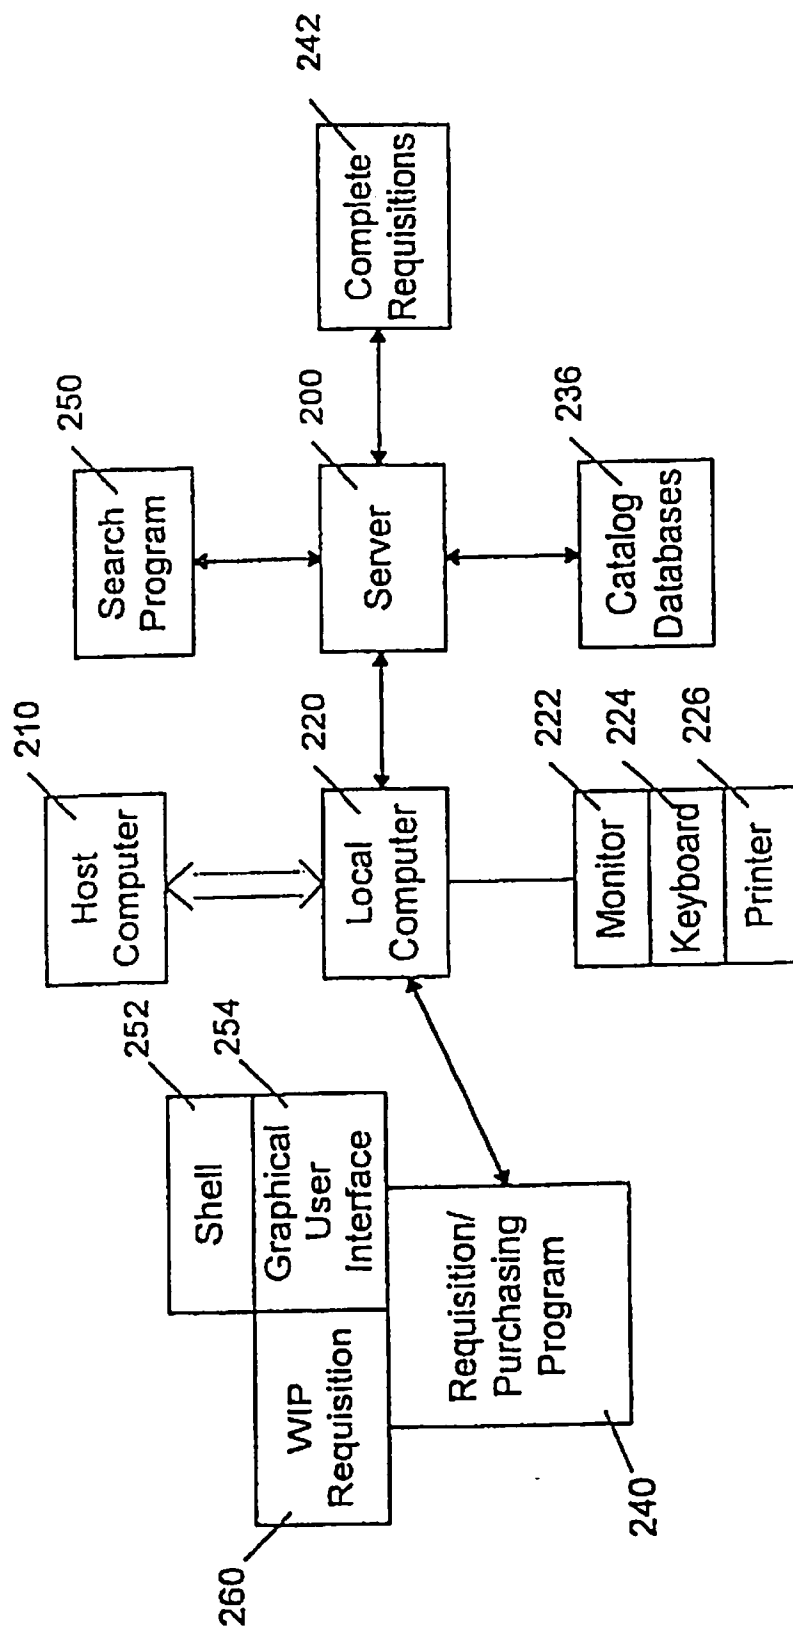 210
Host
Computer
250
Search
Program
252
Shell
254
Graphical
User
Interface
WIP
Requisition
260
Requisition/
Purchasing
Program
240
220
Local
Computer
200
Server
242
Complete
Requisitions
222
Monitor
224
Keyboard
226
Printer
236
Catalog
Databases